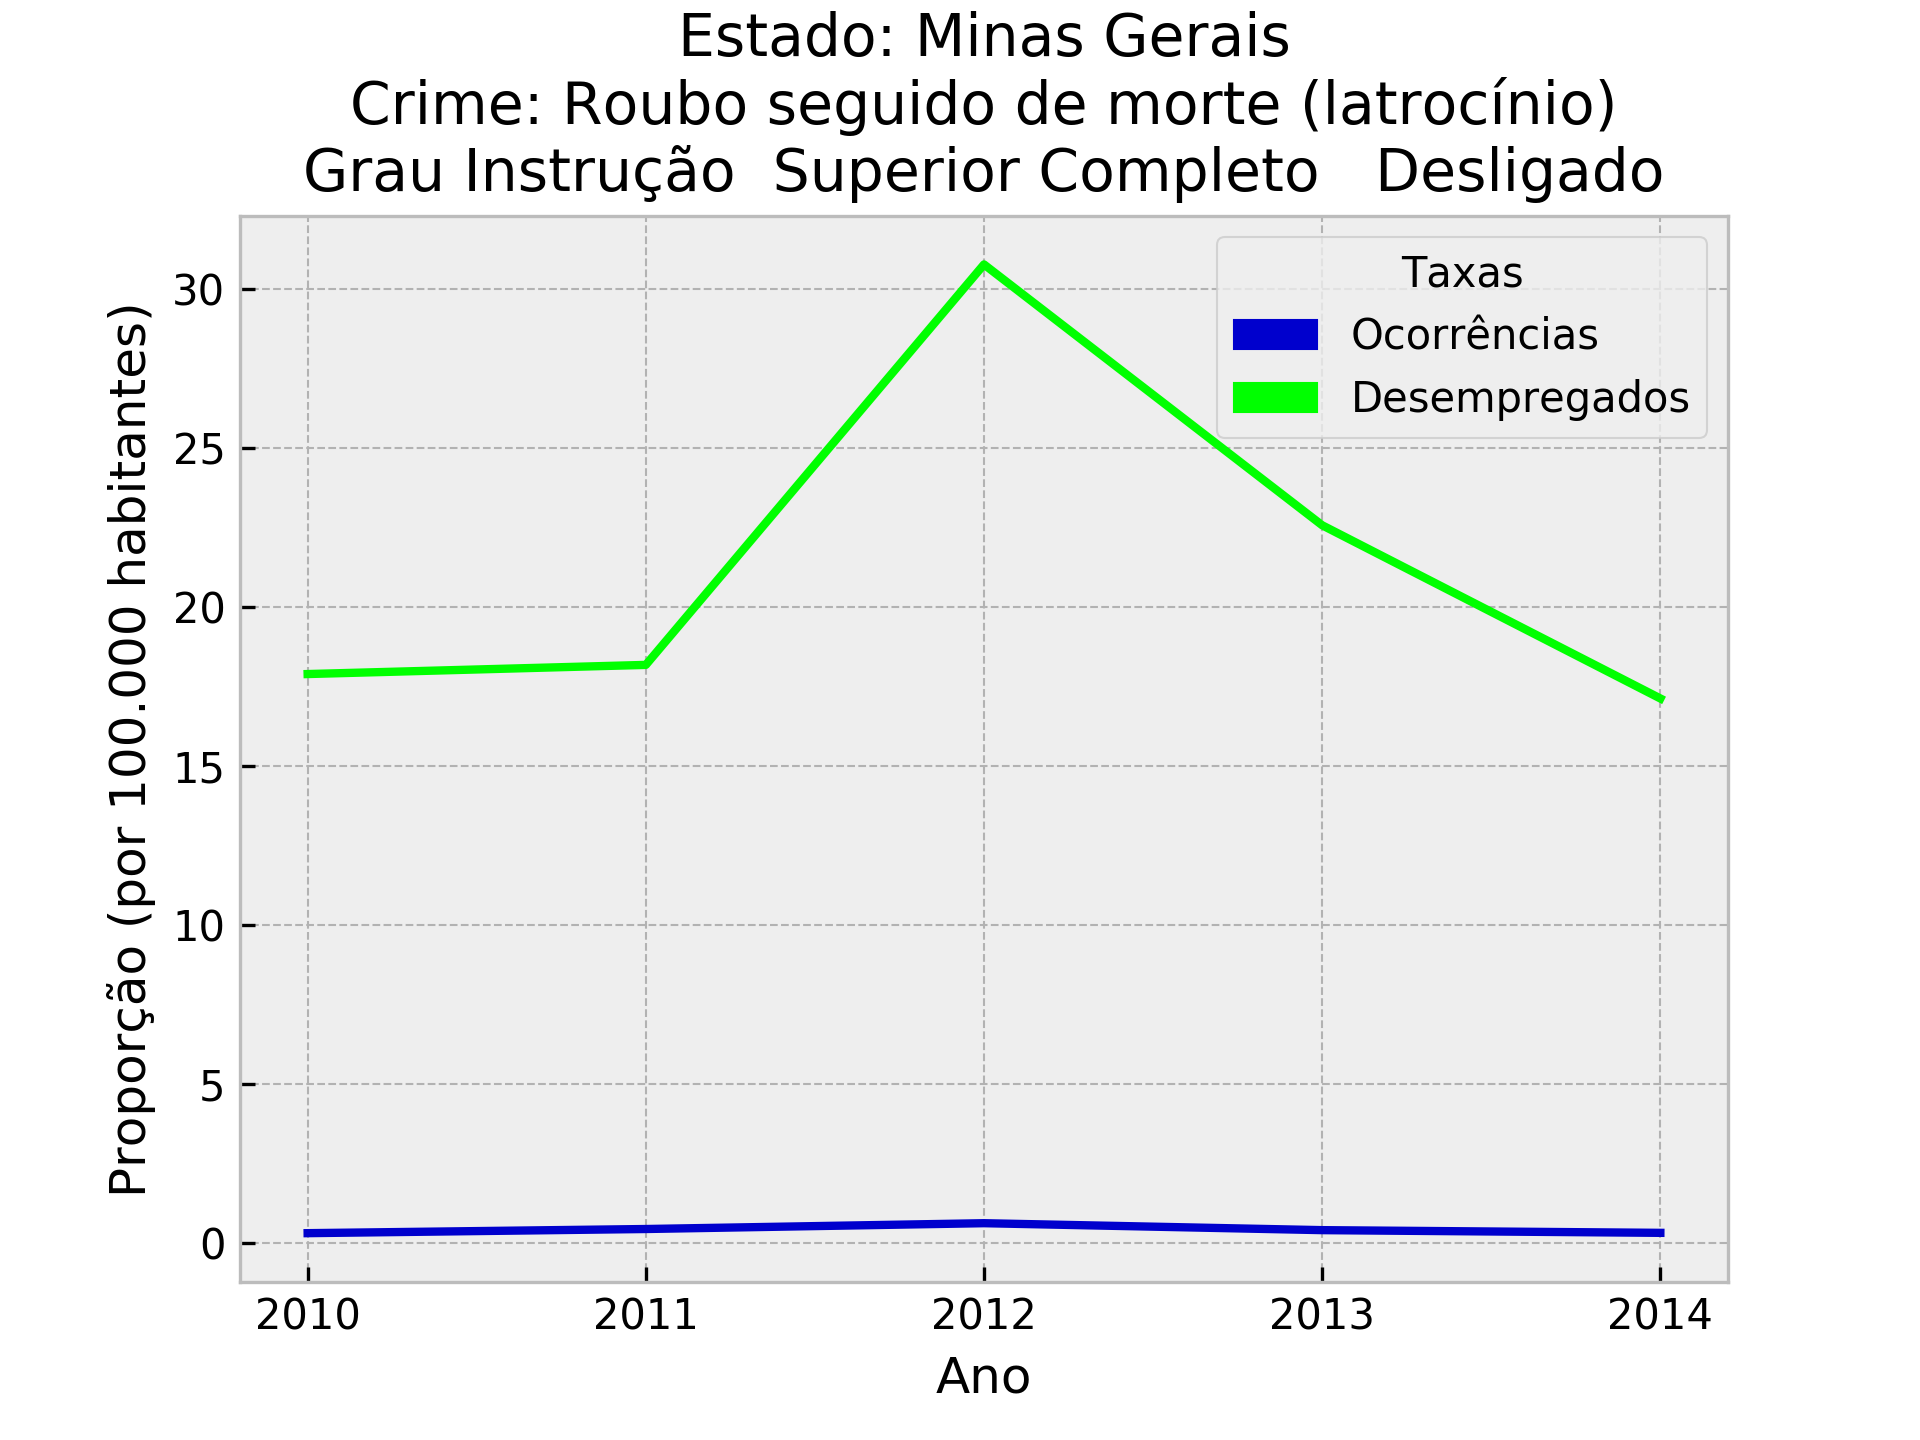 Estado: Minas Gerais
Crime: Roubo seguido de morte (latrocínio)
Grau Instrução  Superior Completo   Desligado
Taxas
Ocorrências
Desempregados
Proporção (por 100.000 habitantes)
30
25
20
15
10
5
0
2010 2011 2012 2013 2014
Ano